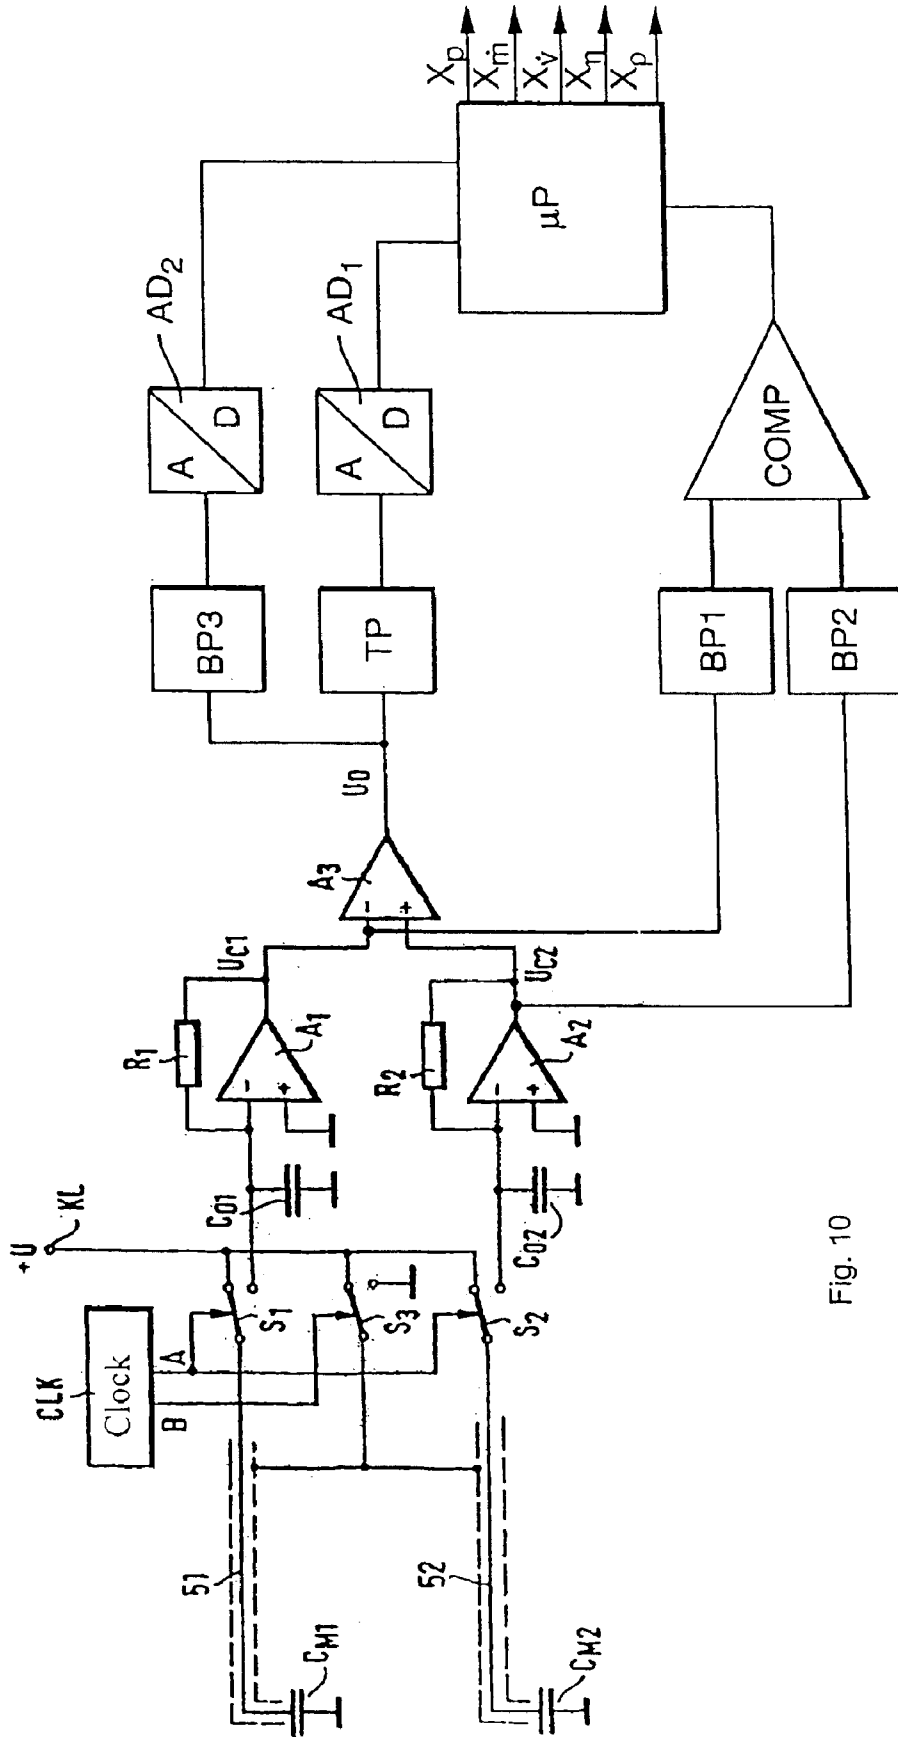 CLK
Clock
A
B
+U
KL
S1
S3
S2
51
52
CM1
CM2
C01
C02
R1
R2
A1
A2
UC1
UC2
A3
-
+
-
+
-
+
UD
BP3
TP
BP1
BP2
A
D
AD2
A
D
AD1
COMP
µP
Xp
Xṁ
Xv̇
Xη
Xρ
Fig. 10